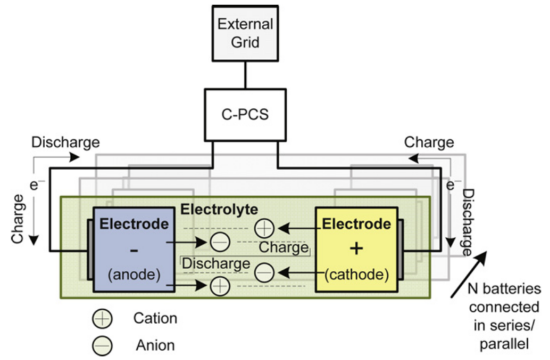 External
Grid
C-PCS
Discharge
Charge
e⁻
e⁻
Charge
Discharge
Electrode
-
(anode)
Electrolyte
+
−
Charge
Discharge
−
+
Electrode
+
(cathode)
N batteries
connected
in series/
parallel
+ Cation
− Anion